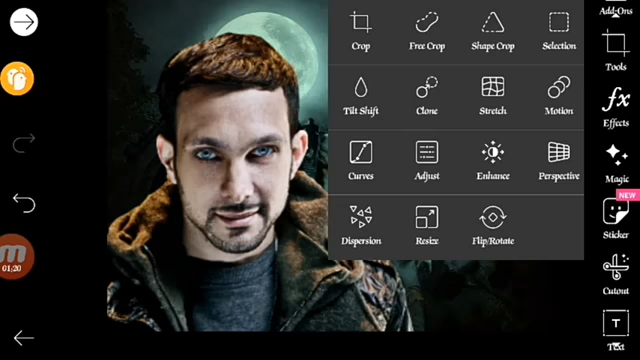 Add-Ons
Crop
Free Crop
Shape Crop
Selection
Tools
Tilt Shift
Clone
Stretch
Motion
fx
Effects
Curves
Adjust
Enhance
Perspective
Magic
NEW
Sticker
Dispersion
Resize
Flip/Rotate
01:20
Cutout
T
Text